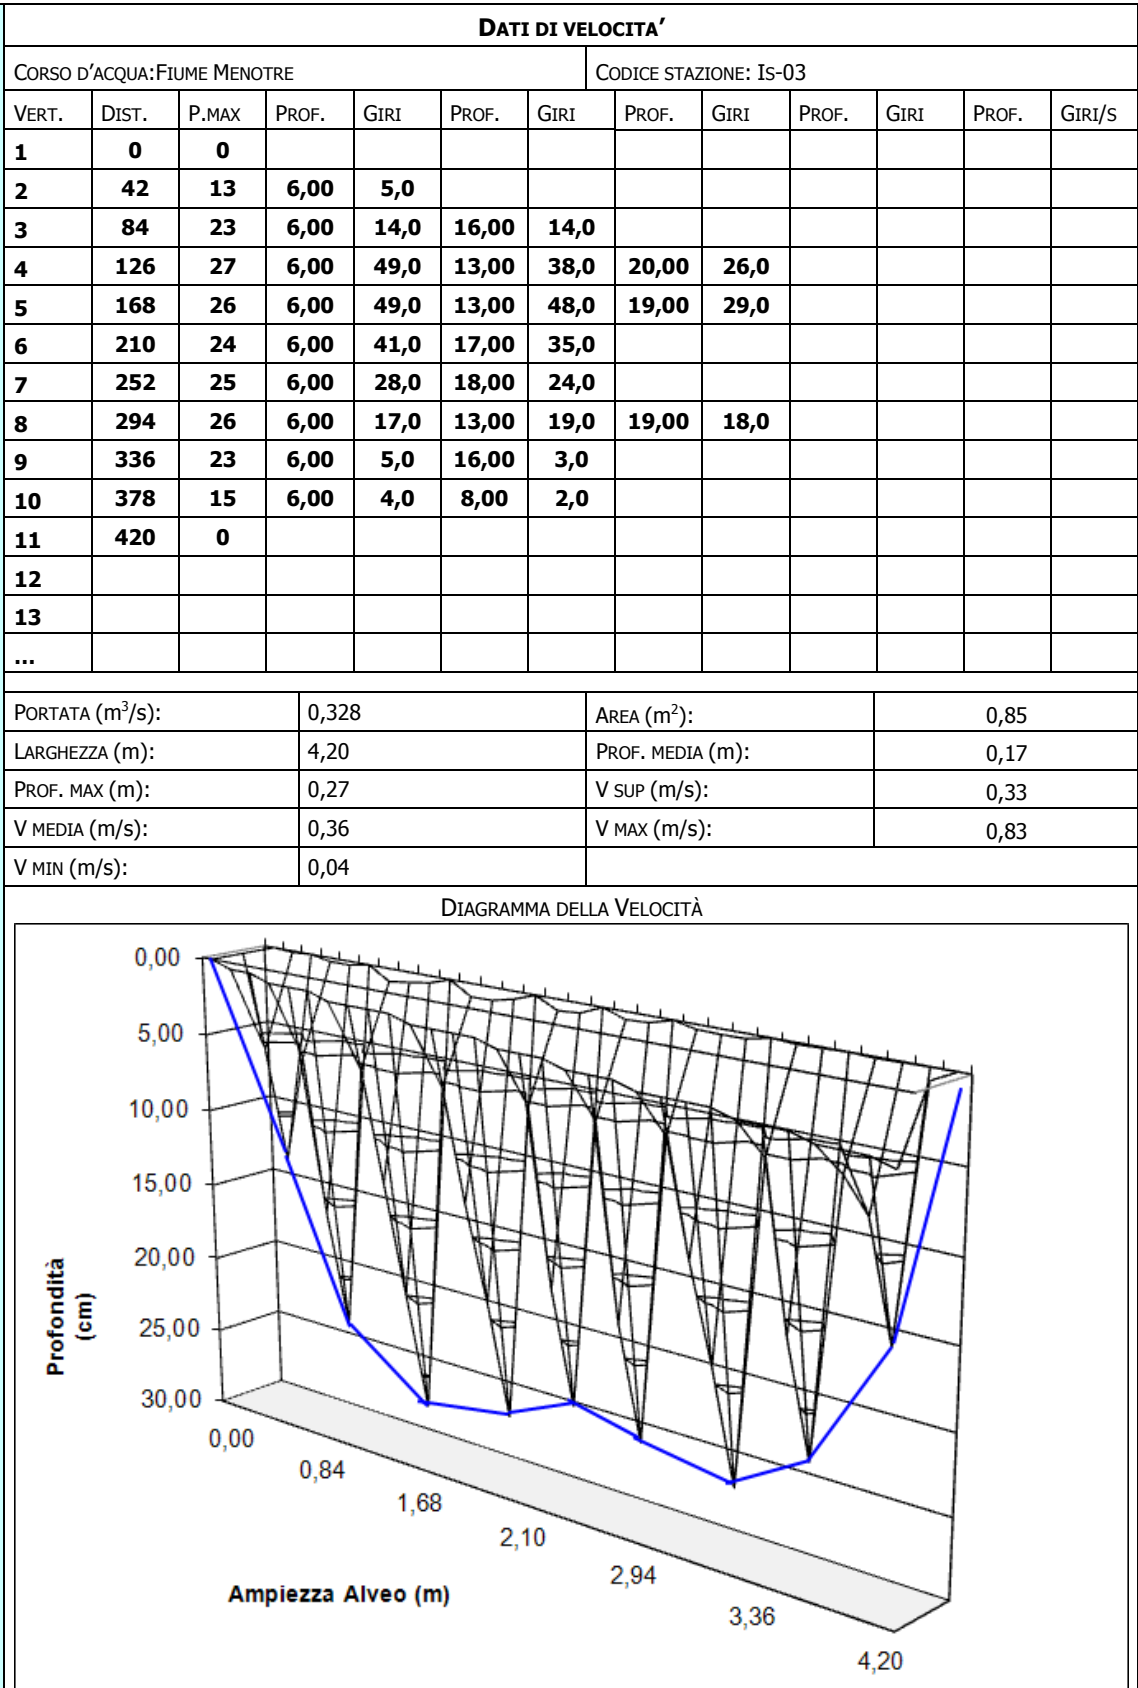 DATI DI VELOCITA’
CORSO D’ACQUA:FIUME MENOTRE CODICE STAZIONE: IS-03
VERT. DIST. P.MAX PROF. GIRI PROF. GIRI PROF. GIRI PROF. GIRI PROF. GIRI/S
1 0 0
2 42 13 6,00 5,0
3 84 23 6,00 14,0 16,00 14,0
4 126 27 6,00 49,0 13,00 38,0 20,00 26,0
5 168 26 6,00 49,0 13,00 48,0 19,00 29,0
6 210 24 6,00 41,0 17,00 35,0
7 252 25 6,00 28,0 18,00 24,0
8 294 26 6,00 17,0 13,00 19,0 19,00 18,0
9 336 23 6,00 5,0 16,00 3,0
10 378 15 6,00 4,0 8,00 2,0
11 420 0
12
13
...
PORTATA (m3/s): 0,328 AREA (m2): 0,85
LARGHEZZA (m): 4,20 PROF. MEDIA (m): 0,17
PROF. MAX (m): 0,27 V SUP (m/s): 0,33
V MEDIA (m/s): 0,36 V MAX (m/s): 0,83
V MIN (m/s): 0,04
DIAGRAMMA DELLA VELOCITÀ
0,00
5,00
10,00
15,00
20,00
25,00
30,00
Profondità
(cm)
0,00
0,84
1,68
2,10
2,94
3,36
4,20
Ampiezza Alveo (m)